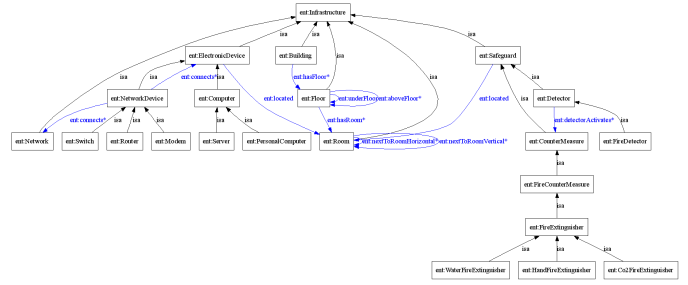 ent:Infrastructure
isa
isa
isa
isa
isa
isa
ent:ElectronicDevice
ent:Building
ent:Safeguard
isa
ent:connects*
isa
ent:hasFloor*
isa
isa
ent:NetworkDevice
ent:Computer
ent:located
ent:Floor
ent:underFloor
ent:aboveFloor*
ent:located
ent:Detector
ent:connects*
isa
isa
isa
isa
isa
ent:hasRoom*
ent:detectorActivates*
isa
ent:Network
ent:Switch
ent:Router
ent:Modem
ent:Server
ent:PersonalComputer
ent:Room
ent:nextToRoomHorizontal*
ent:nextToRoomVertical*
ent:CounterMeasure
ent:FireDetector
isa
ent:FireCounterMeasure
isa
ent:FireExtinguisher
isa
isa
isa
ent:WaterFireExtinguisher
ent:HandFireExtinguisher
ent:Co2FireExtinguisher